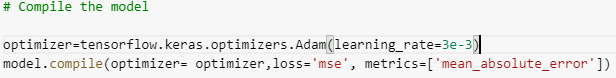 # Compile the model
optimizer=tensorflow.keras.optimizers.Adam(learning_rate=3e-3)
model.compile(optimizer= optimizer,loss='mse', metrics=['mean_absolute_error'])